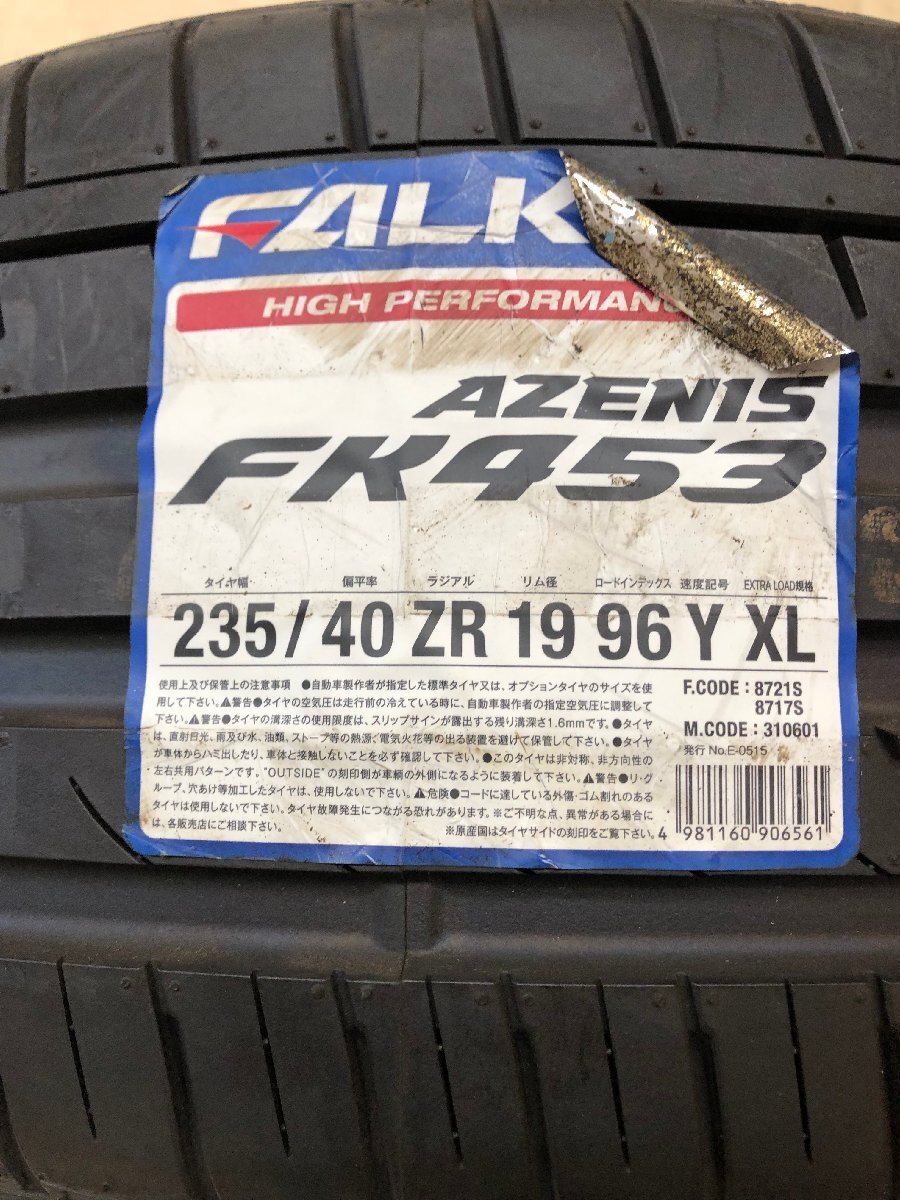 FALK
HIGH PERFORMAN
AZENIS
FK453
タイヤ幅 偏平率 ラジアル リム径 ロードインデックス 速度記号 EXTRA LOAD規格
235/40 ZR 19 96 Y XL
使用上及び保管上の注意事項 ●自動車製作者が指定した標準タイヤ又は、オプションタイヤのサイズを使
用して下さい。⚠警告●タイヤの空気圧は走行前の冷えている時に、自動車製作者の指定空気圧に調整して
下さい。⚠警告●タイヤの溝深さの使用限度は、スリップサインが露出する残り溝深さ1.6mmです。●タイヤ
は、直射日光、雨及び水、油類、ストーブ等の熱源、電気火花等の出る装置を避けて保管して下さい。●タイヤ
が車体からハミ出したり、車体と接触しないことを必ず確認して下さい。●このタイヤは非対称、非方向性の
左右共用パターンです。"OUTSIDE"の刻印側が車輌の外側になるように装着して下さい。⚠警告●リ・グ
ルーブ、穴あけ等加工したタイヤは、使用しないで下さい。⚠危険●コードに達している外傷・ゴム割れのある
タイヤは使用しないで下さい。タイヤ故障発生につながる恐れがあります。※ご不明な点、異常がある場合に
は、各販売店にご相談下さい。 ※原産国はタイヤサイドの刻印をご覧下さい。
F.CODE : 8721S
8717S
M.CODE : 310601
発行 No.E-0515
4 981160 906561